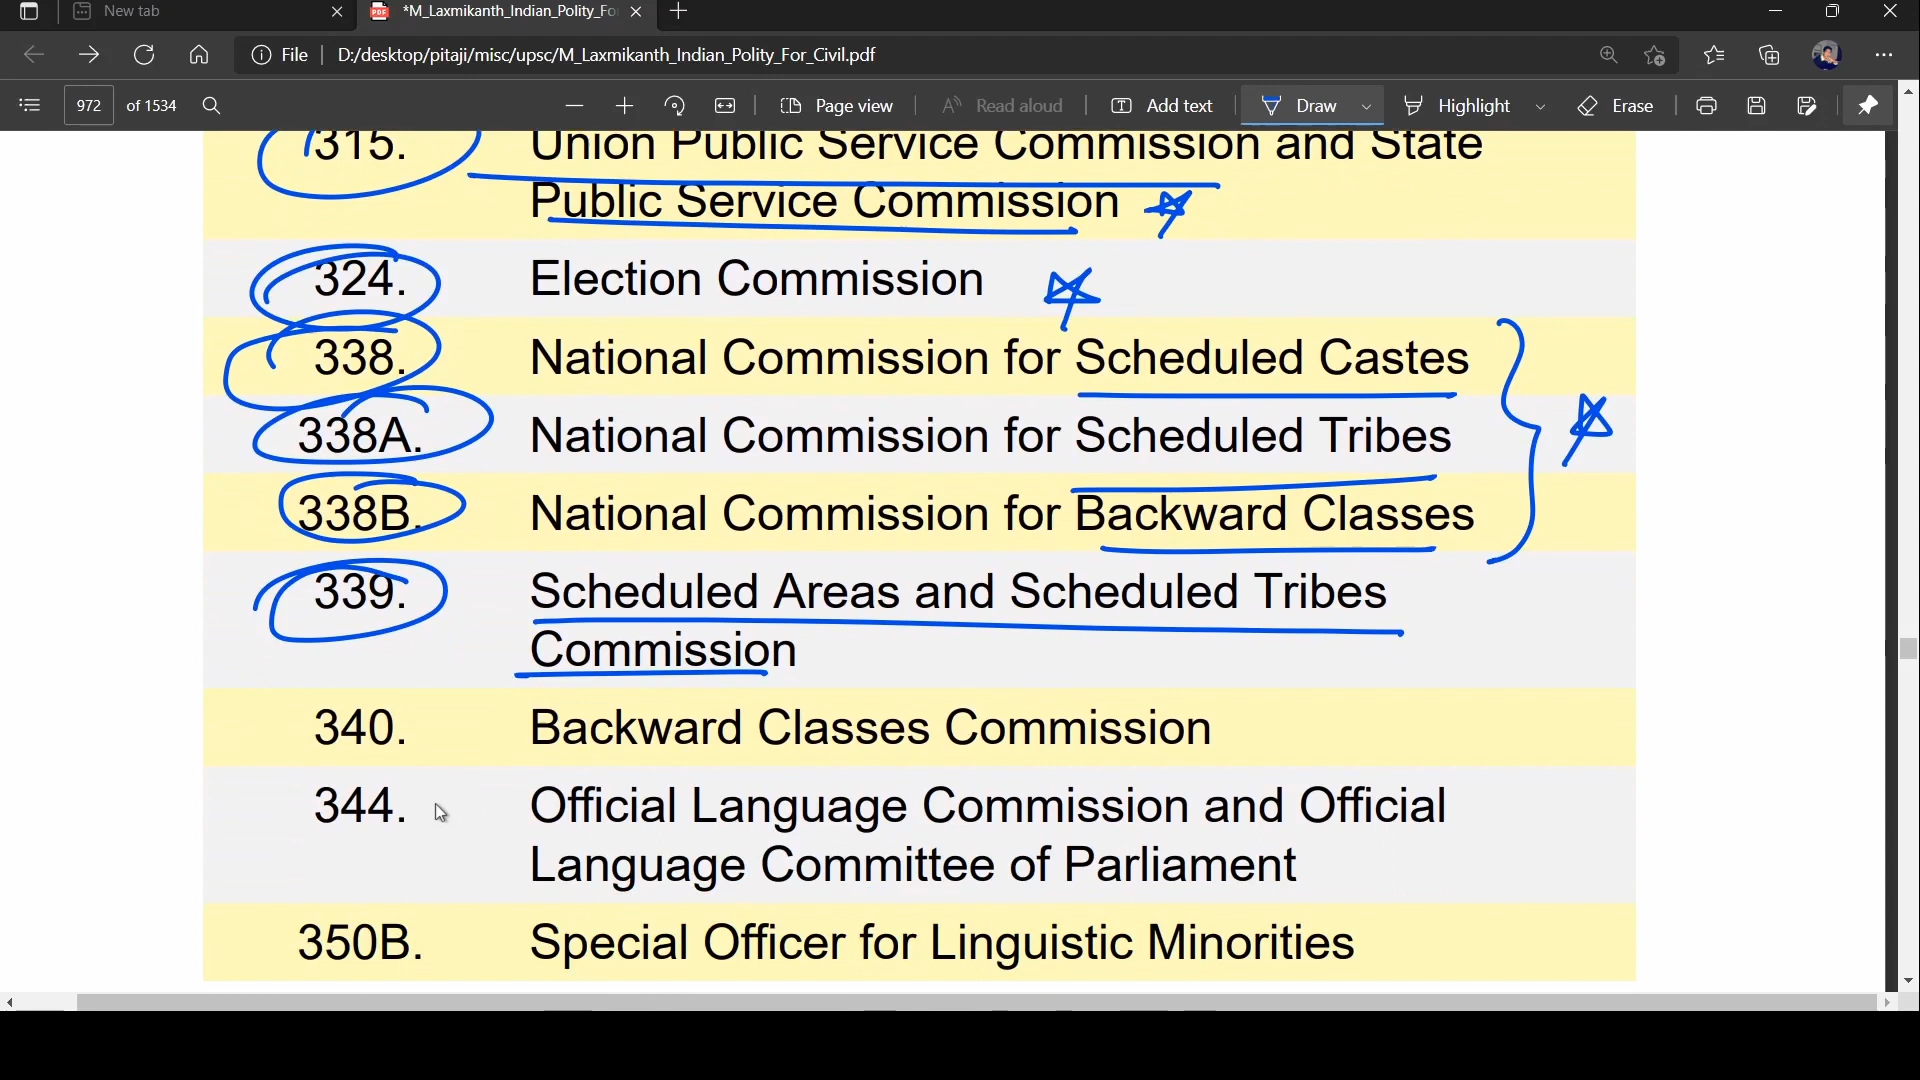 New tab
*M_Laxmikanth_Indian_Polity_Fo
File D:/desktop/pitaji/misc/upsc/M_Laxmikanth_Indian_Polity_For_Civil.pdf
972 of 1534 Page view Read aloud Add text Draw Highlight Erase
315. Union Public Service Commission and State
Public Service Commission
324. Election Commission
338. National Commission for Scheduled Castes
338A. National Commission for Scheduled Tribes
338B. National Commission for Backward Classes
339. Scheduled Areas and Scheduled Tribes
Commission
340. Backward Classes Commission
344. Official Language Commission and Official
Language Committee of Parliament
350B. Special Officer for Linguistic Minorities